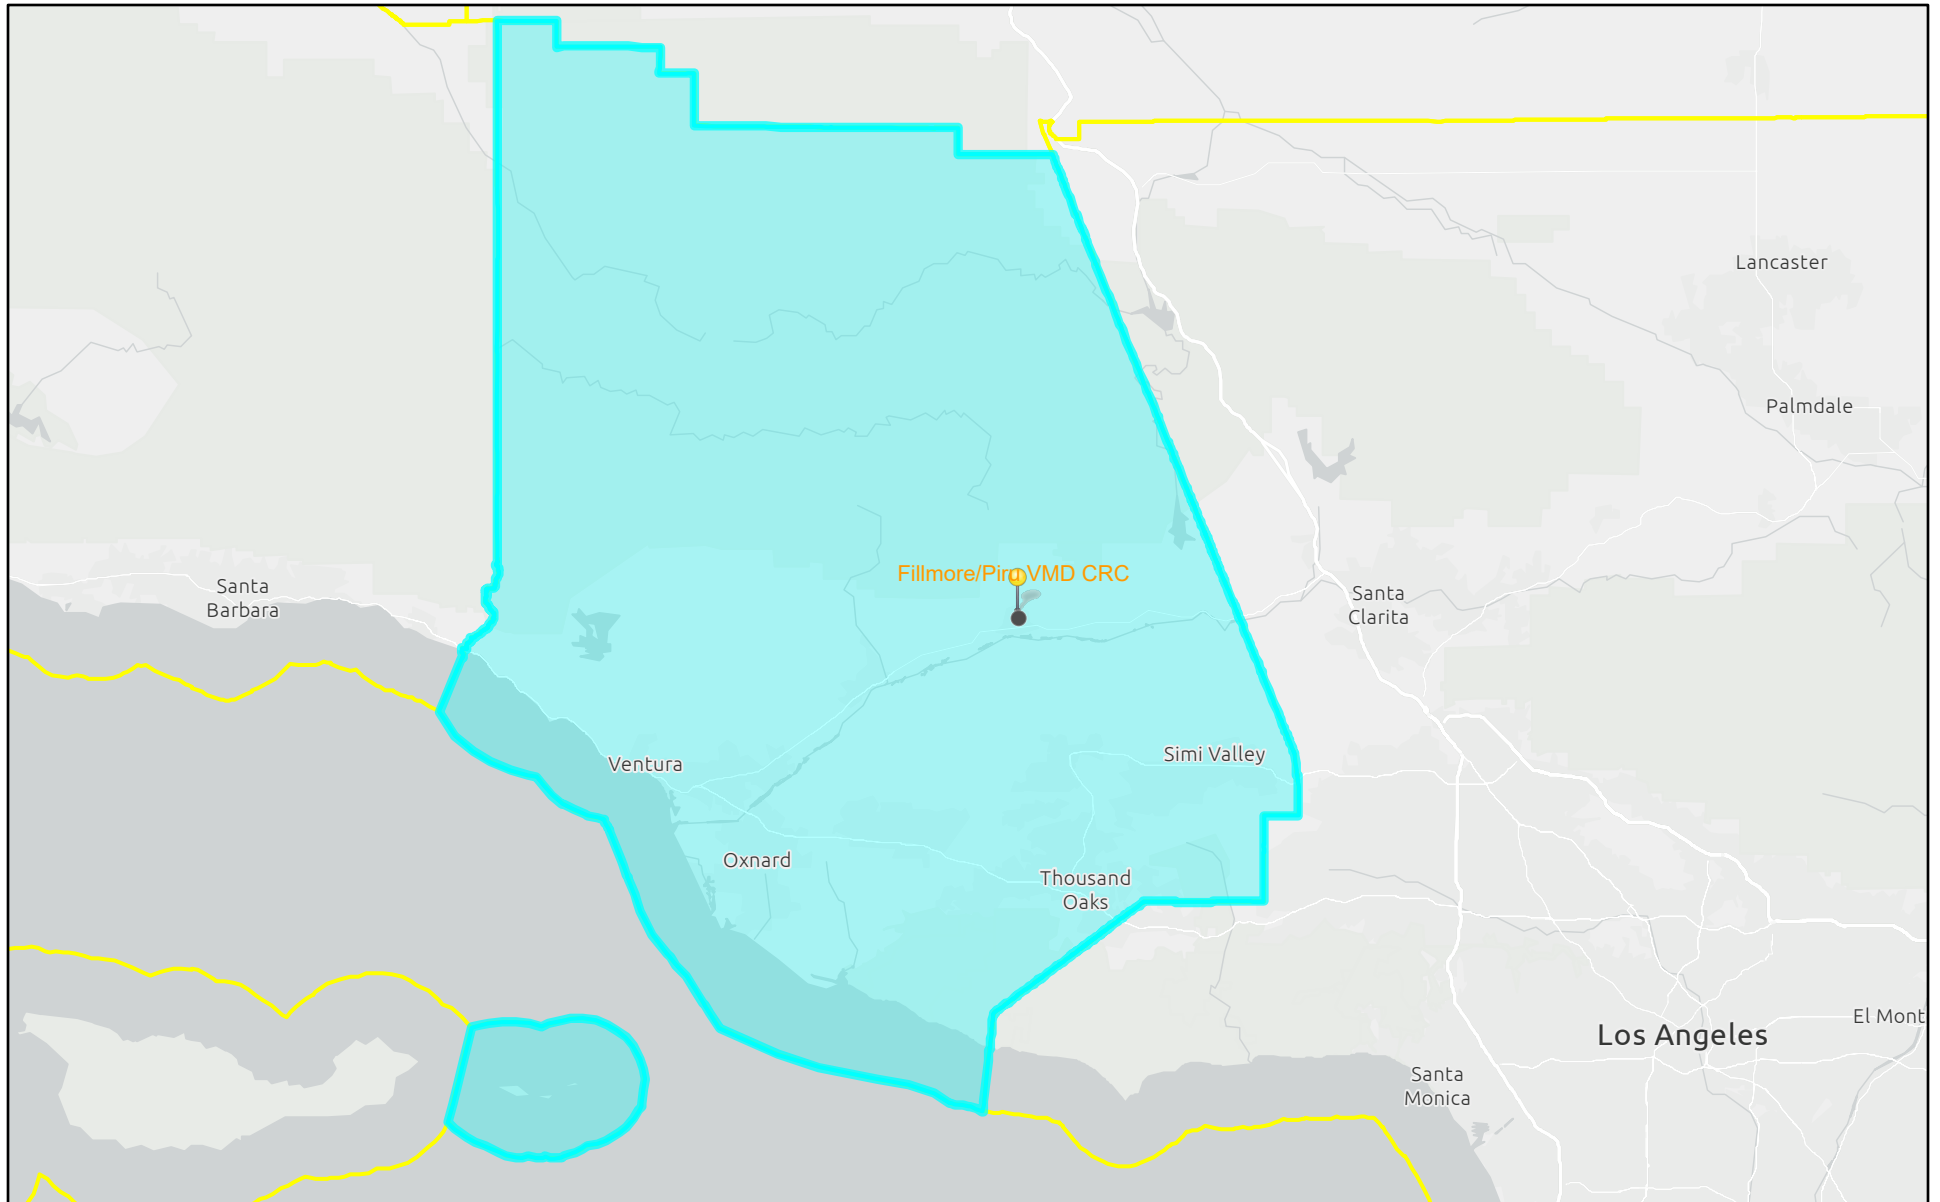 Lancaster
Palmdale
Fillmore/Piru VMD CRC
Santa
Barbara
Santa
Clarita
Ventura
Simi Valley
Oxnard
Thousand
Oaks
El Mont
Los Angeles
Santa
Monica